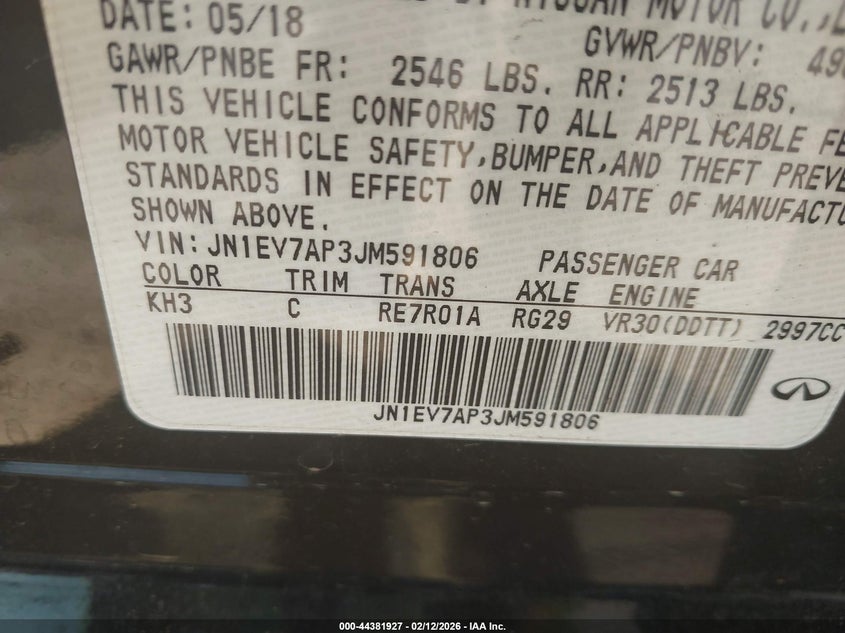 MOTOR CO.,
DATE: 05/18 GVWR/PNBV:
GAWR/PNBE FR: 2546 LBS. RR: 2513 LBS.
THIS VEHICLE CONFORMS TO ALL APPLICABLE
MOTOR VEHICLE SAFETY,BUMPER,AND THEFT
STANDARDS IN EFFECT ON THE DATE OF
SHOWN ABOVE.
VIN:JN1EV7AP3JM591806 PASSENGER CAR
COLOR TRIM TRANS AXLE ENGINE
KH3 C RE7R01A RG29 VR30(DDTT) 2997CC
JN1EV7AP3JM591806
000-44381927 - 02/12/2026 - IAA Inc.